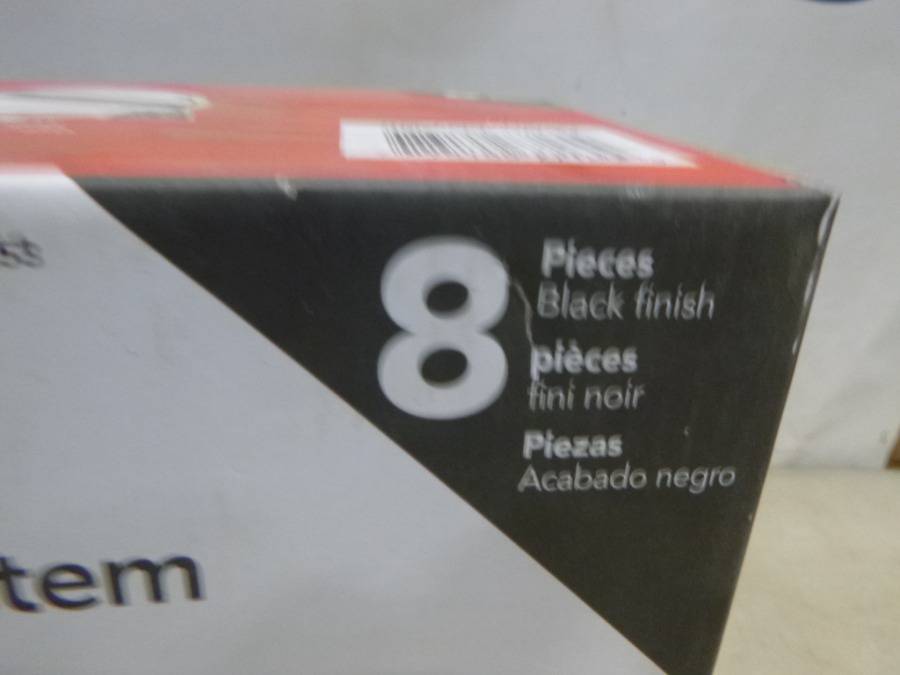 8
Pieces
Black finish
pièces
fini noir
Piezas
Acabado negro
tem